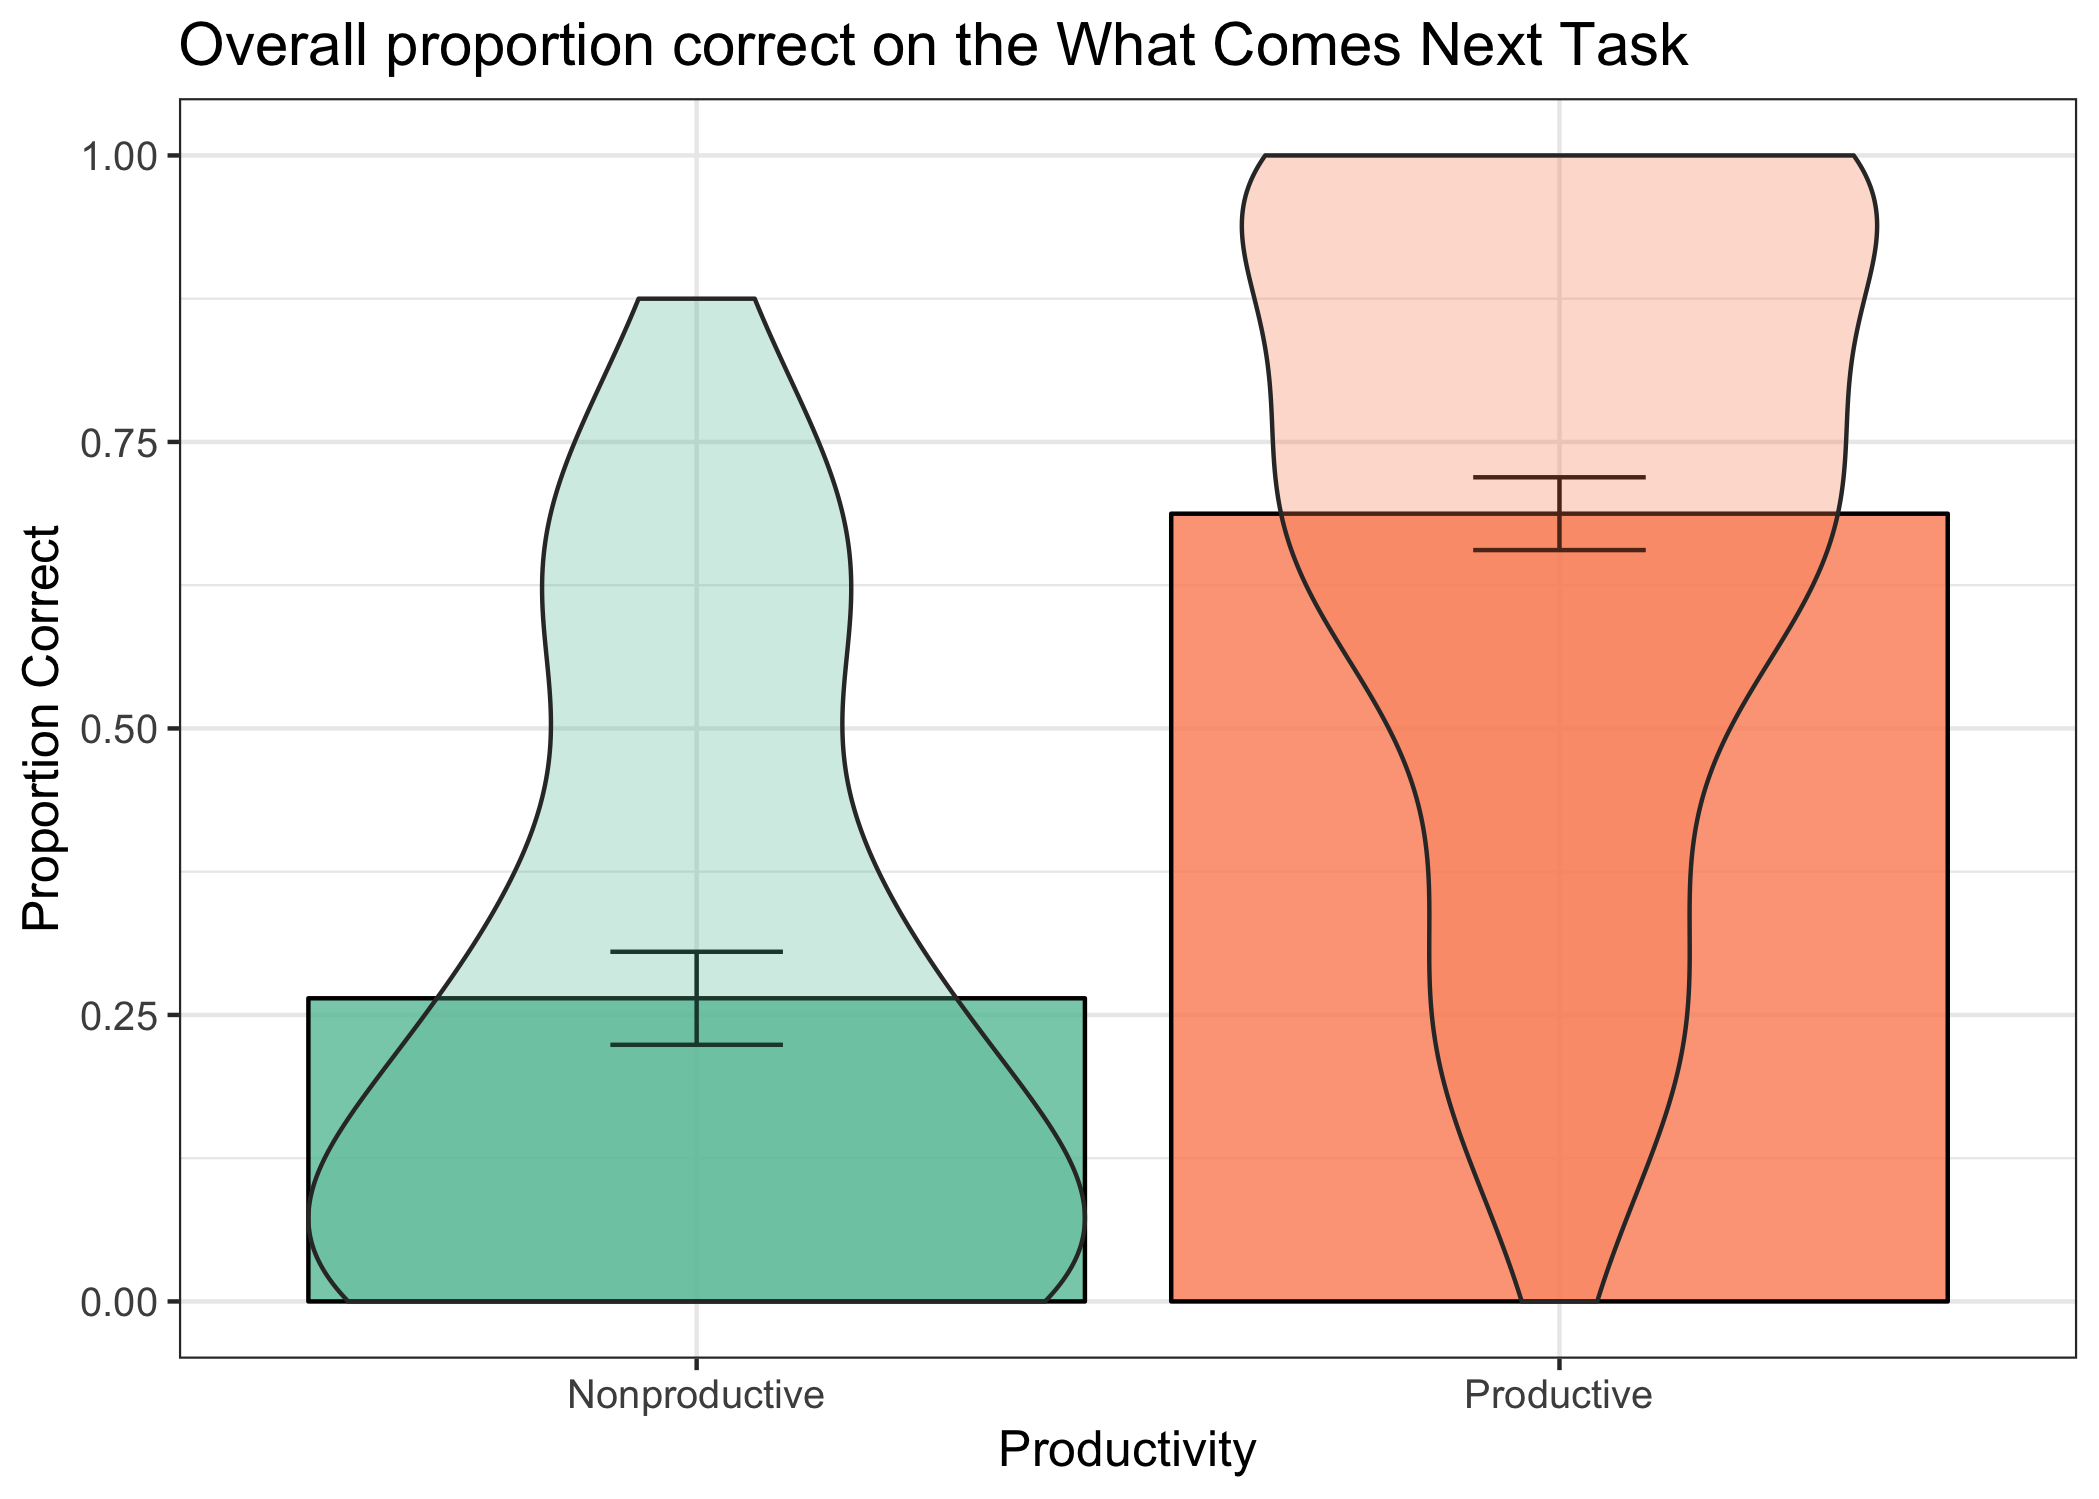 Overall proportion correct on the What Comes Next Task
Proportion Correct
1.00
0.75
0.50
0.25
0.00
Nonproductive
Productive
Productivity